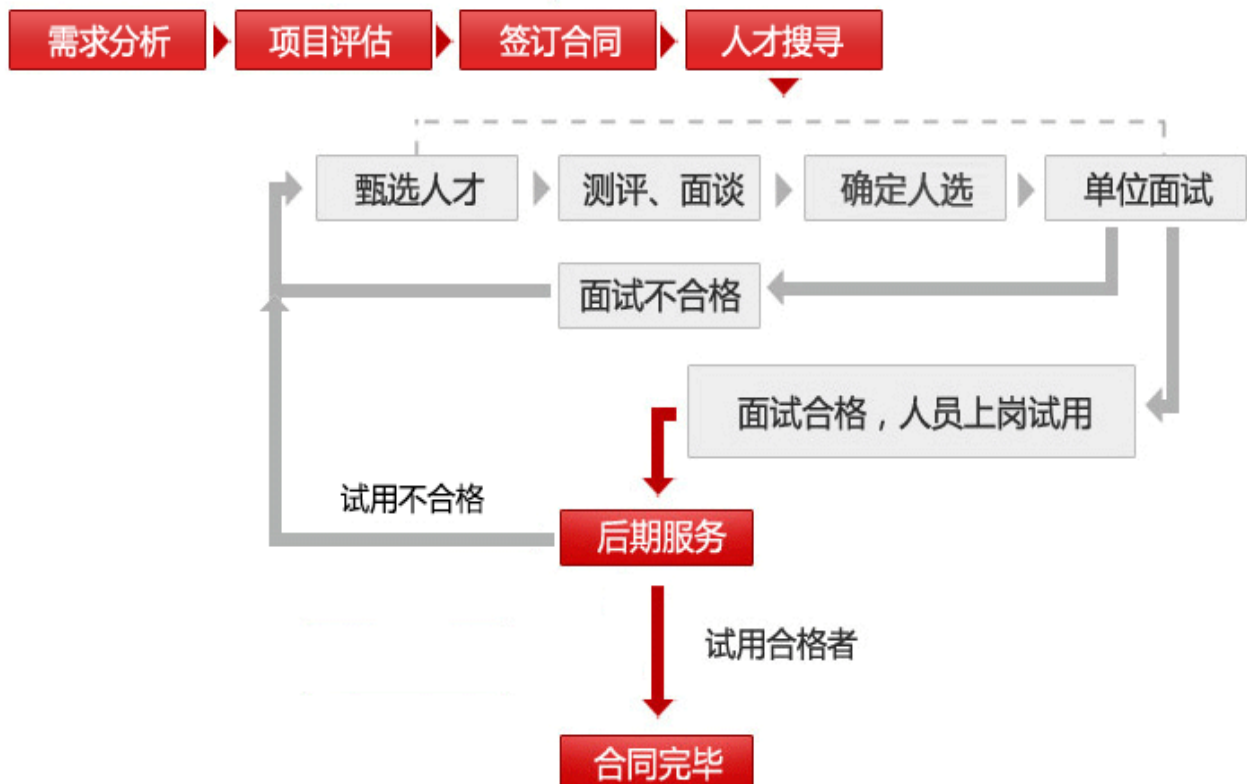 需求分析
项目评估
签订合同
人才搜寻
甄选人才
测评、面谈
确定人选
单位面试
面试不合格
面试合格，人员上岗试用
试用不合格
后期服务
试用合格者
合同完毕